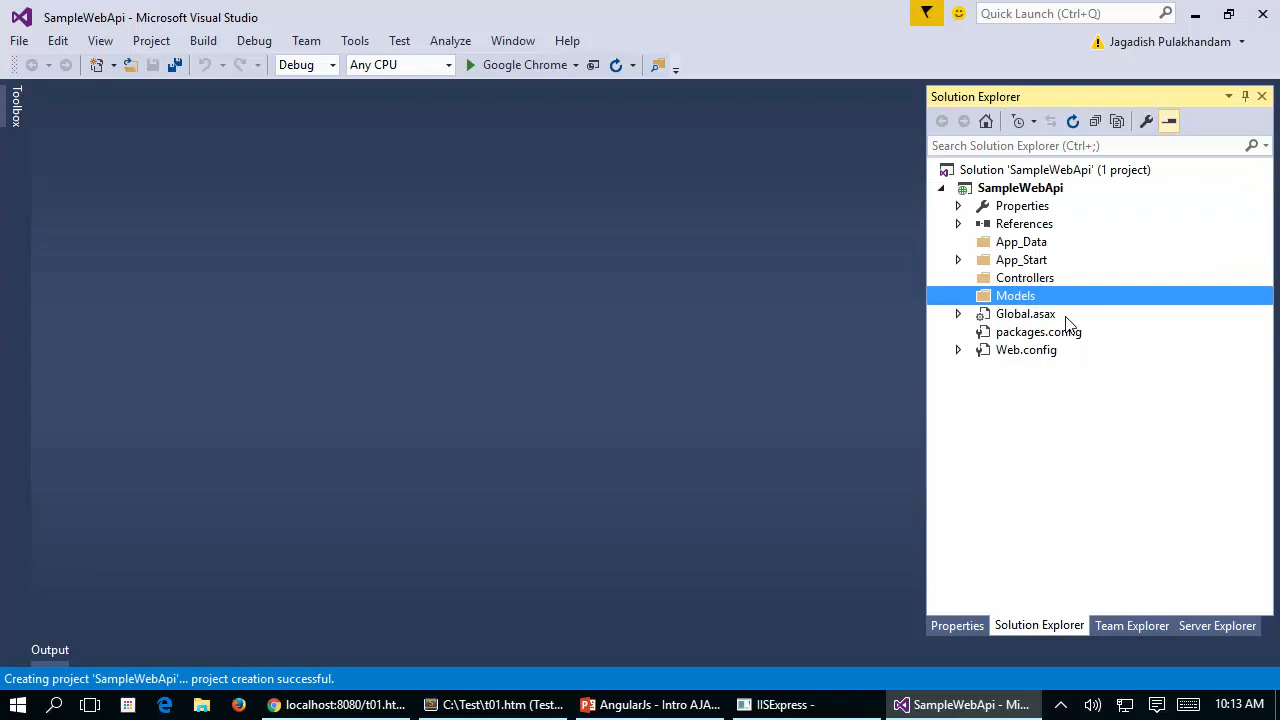 SampleWebApi - Microsoft Visual Studio
Quick Launch (Ctrl+Q)
File Edit View Project Build Debug Team Tools Test Analyze Window Help
Jagadish Pulakhandam
Debug Any CPU Google Chrome
Toolbox
Solution Explorer
Search Solution Explorer (Ctrl+;)
Solution 'SampleWebApi' (1 project)
SampleWebApi
Properties
References
App_Data
App_Start
Controllers
Models
Global.asax
packages.config
Web.config
Properties Solution Explorer Team Explorer Server Explorer
Output
Creating project 'SampleWebApi'... project creation successful.
localhost:8080/t01.ht... C:\Test\t01.htm (Test... AngularJs - Intro AJA... IISExpress - SampleWebApi - Mi... 10:13 AM